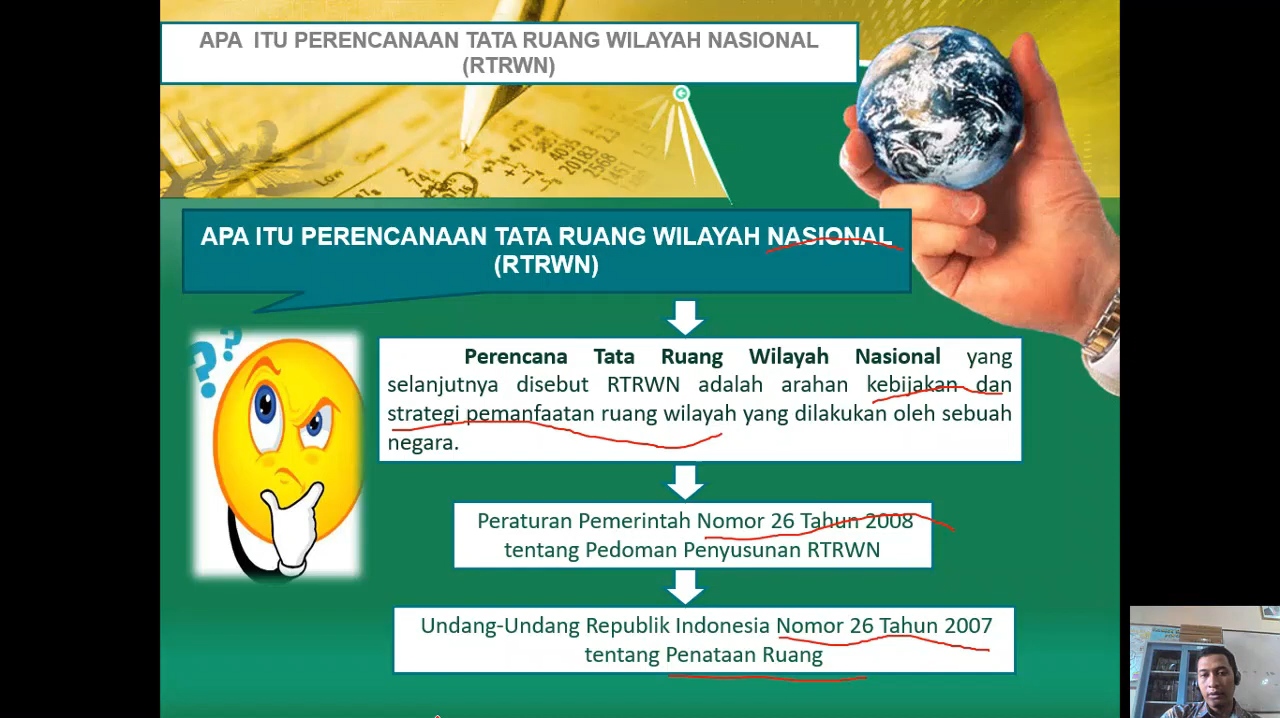 APA ITU PERENCANAAN TATA RUANG WILAYAH NASIONAL
(RTRWN)
APA ITU PERENCANAAN TATA RUANG WILAYAH NASIONAL
(RTRWN)
Perencana Tata Ruang Wilayah Nasional yang
selanjutnya disebut RTRWN adalah arahan kebijakan dan
strategi pemanfaatan ruang wilayah yang dilakukan oleh sebuah
negara.
Peraturan Pemerintah Nomor 26 Tahun 2008
tentang Pedoman Penyusunan RTRWN
Undang-Undang Republik Indonesia Nomor 26 Tahun 2007
tentang Penataan Ruang